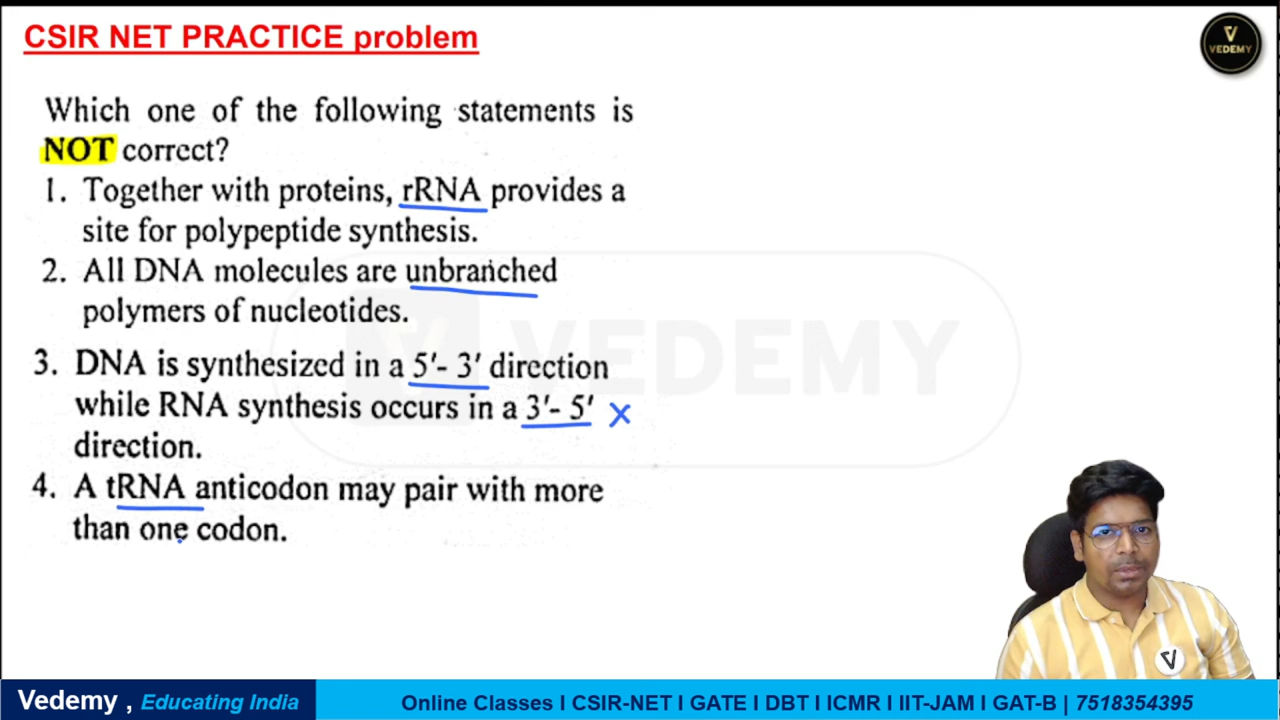 CSIR NET PRACTICE problem
VEDEMY
Which one of the following statements is
NOT correct?
1. Together with proteins, rRNA provides a
site for polypeptide synthesis.
2. All DNA molecules are unbranched
polymers of nucleotides.
VEDEMY
3. DNA is synthesized in a 5′- 3′ direction
while RNA synthesis occurs in a 3′- 5′ ×
direction.
4. A tRNA anticodon may pair with more
than one codon.
Vedemy , Educating India
Online Classes I CSIR-NET I GATE I DBT I ICMR I IIT-JAM I GAT-B | 7518354395